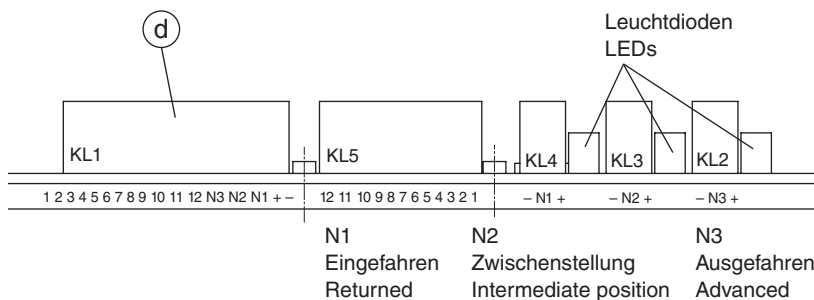 d
Leuchtdioden
LEDs
KL1
KL5
KL4
KL3
KL2
1 2 3 4 5 6 7 8 9 10 11 12 N3 N2 N1 + –
12 11 10 9 8 7 6 5 4 3 2 1
– N1 +
– N2 +
– N3 +
N1
Eingefahren
Returned
N2
Zwischenstellung
Intermediate position
N3
Ausgefahren
Advanced